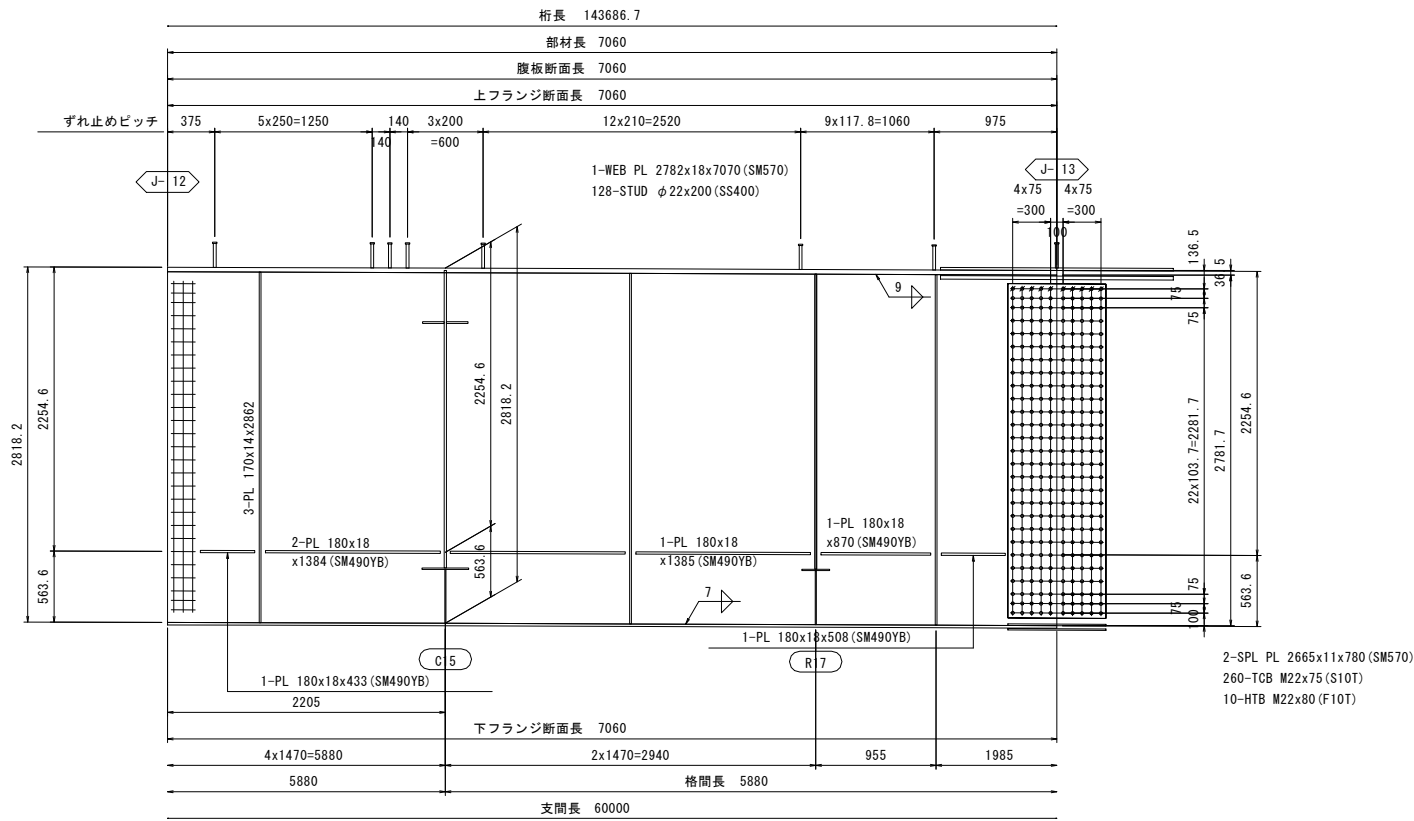 桁長 143686.7
部材長 7060
腹板断面長 7060
上フランジ断面長 7060
ずれ止めピッチ
375
5x250=1250
140
140
3x200
=600
12x210=2520
9x117.8=1060
975
J- 12
1-WEB PL 2782x18x7070(SM570)
128-STUD φ22x200(SS400)
J- 13
4x75
=300
4x75
=300
100
136.5
36.5
9
75
75
2818.2
2254.6
563.6
3-PL 170x14x2862
2254.6
2818.2
563.6
22x103.7=2281.7
2781.7
2254.6
563.6
2-PL 180x18
x1384(SM490YB)
1-PL 180x18
x1385(SM490YB)
1-PL 180x18
x870(SM490YB)
75
75
100
7
1-PL 180x18x508(SM490YB)
C15
R17
1-PL 180x18x433(SM490YB)
2-SPL PL 2665x11x780(SM570)
260-TCB M22x75(S10T)
10-HTB M22x80(F10T)
2205
下フランジ断面長 7060
4x1470=5880
2x1470=2940
955
1985
5880
格間長 5880
支間長 60000